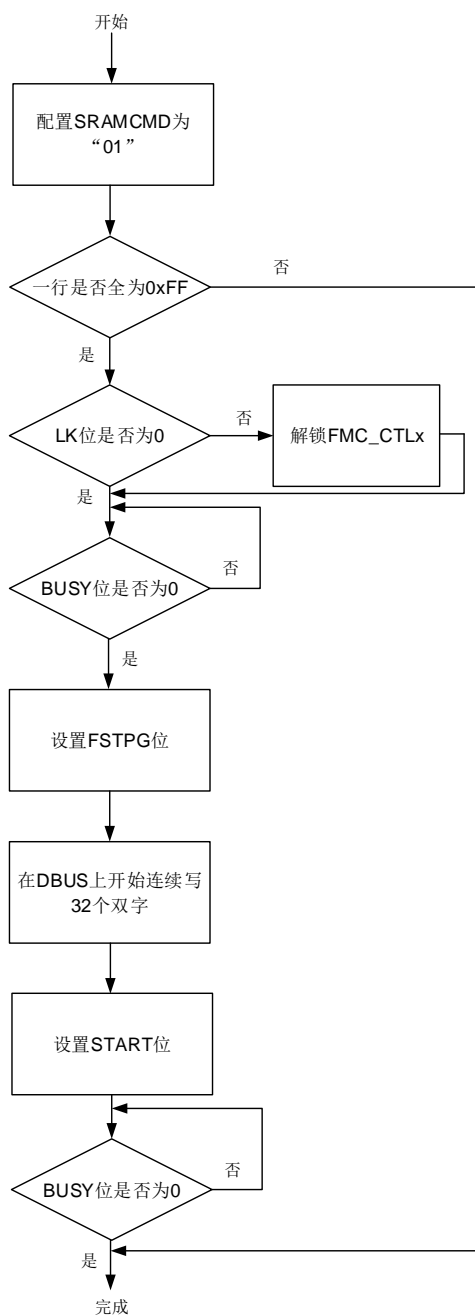 开始
配置SRAMCMD为
“01”
一行是否全为0xFF
否
是
LK位是否为0
否
解锁FMC_CTLx
是
BUSY位是否为0
否
是
设置FSTPG位
在DBUS上开始连续写
32个双字
设置START位
BUSY位是否为0
否
是
完成